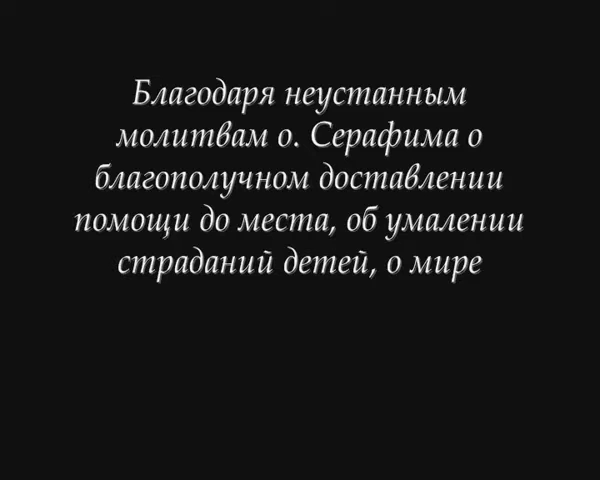 Благодаря неустанным
молитвам о. Серафима о
благополучном доставлении
помощи до места, об умалении
страданий детей, о мире